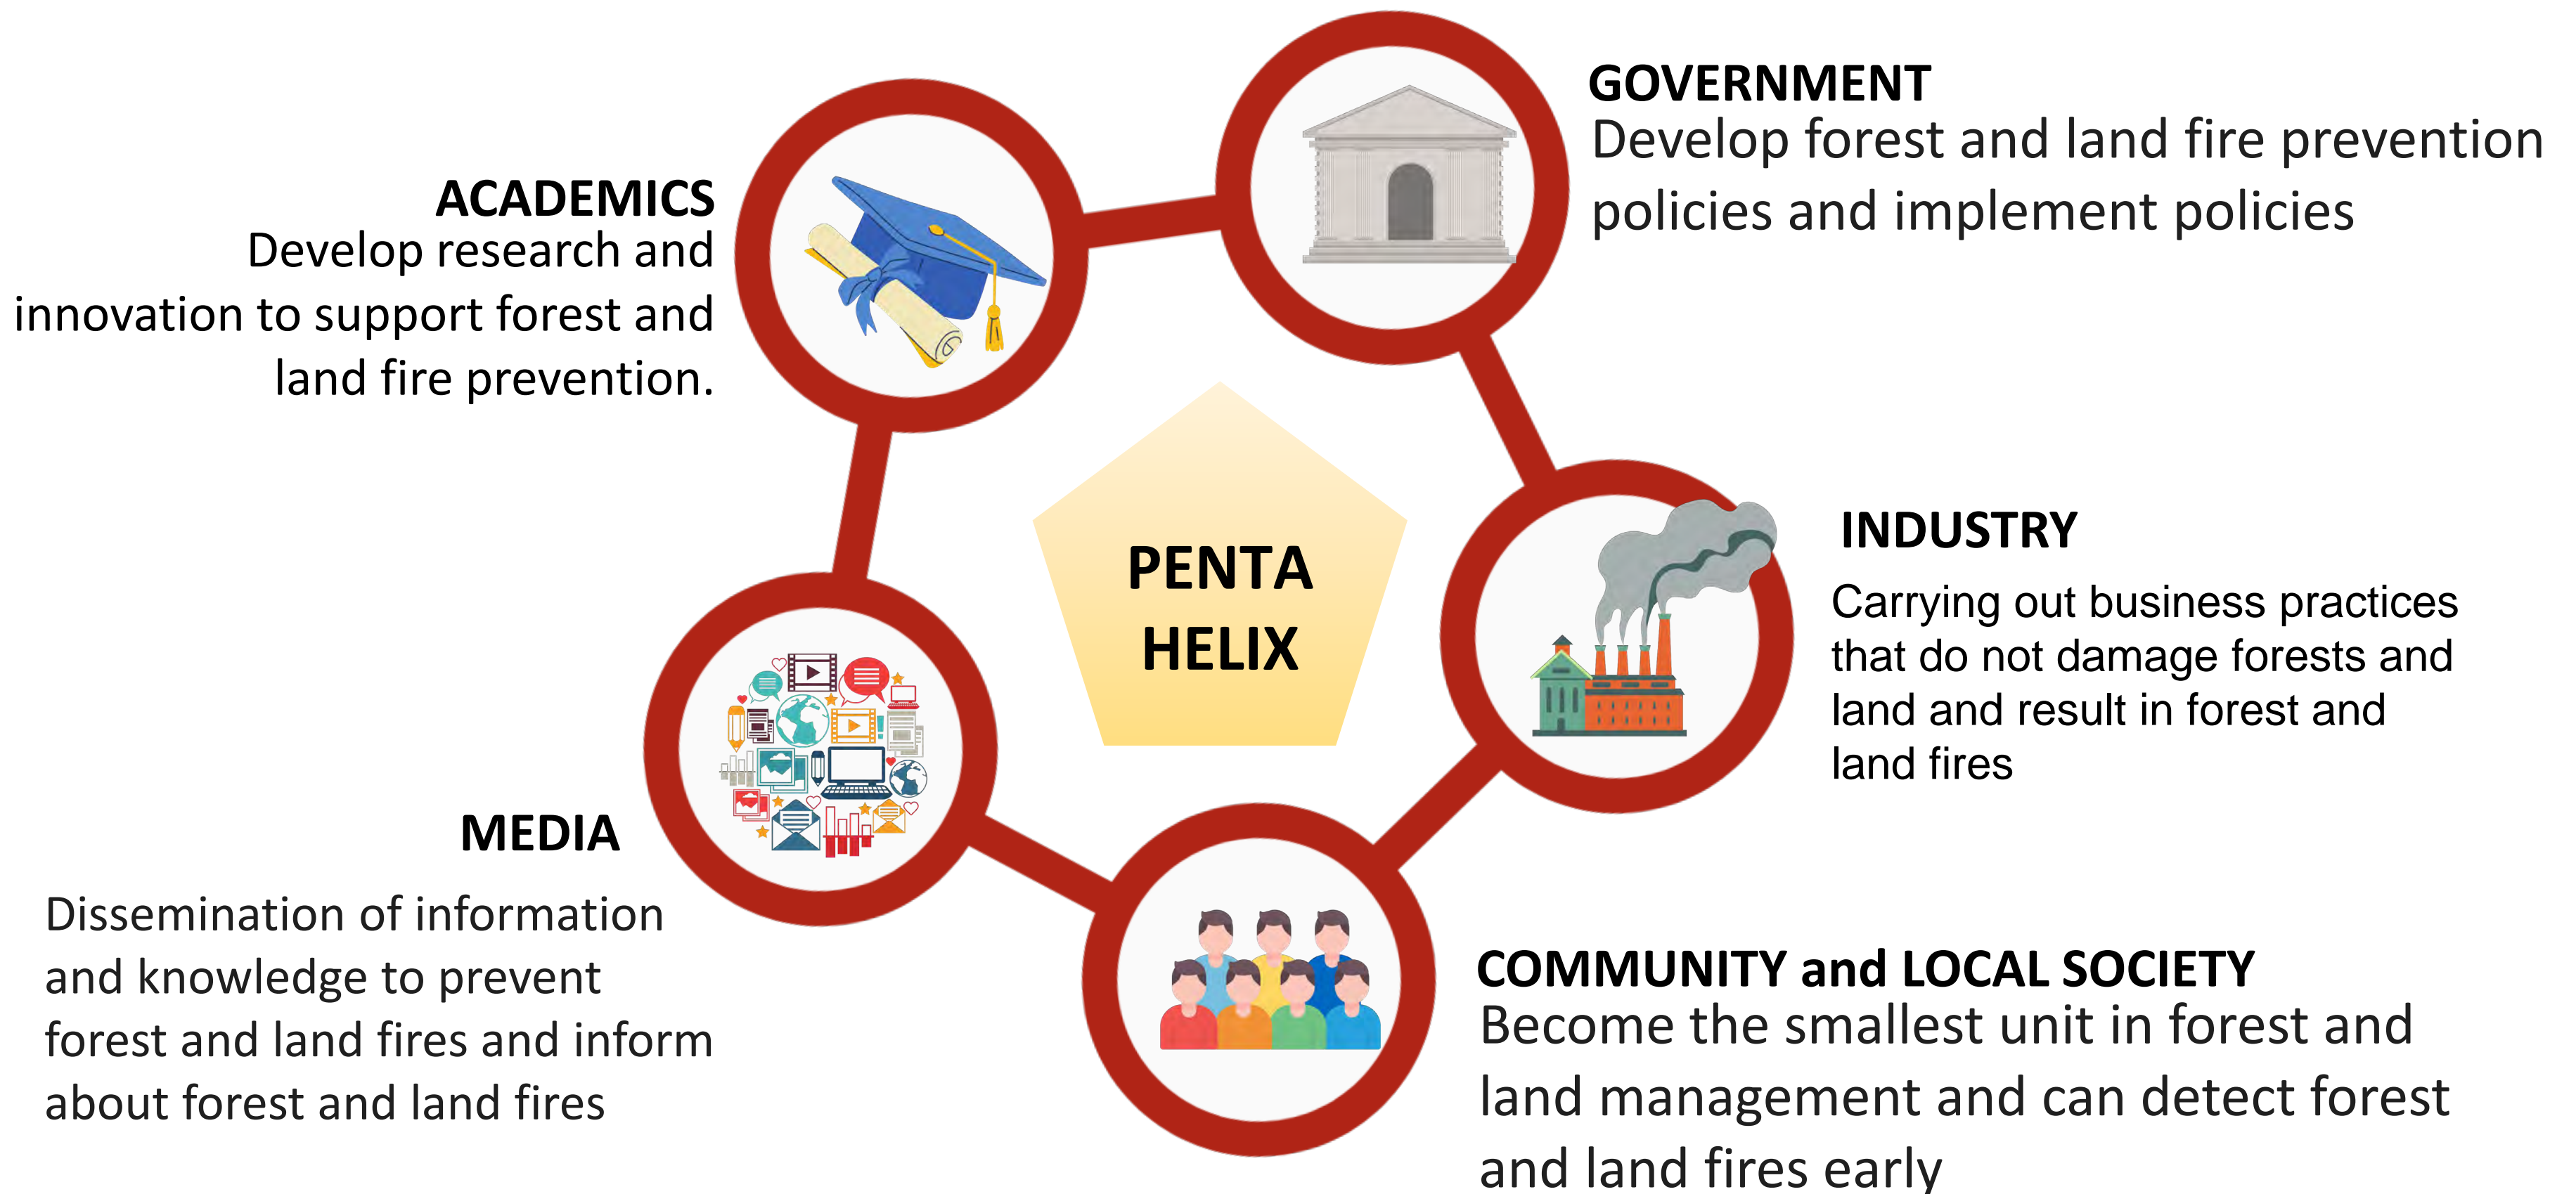 GOVERNMENT
Develop forest and land fire prevention
policies and implement policies
ACADEMICS
Develop research and
innovation to support forest and
land fire prevention.
PENTA
HELIX
INDUSTRY
Carrying out business practices
that do not damage forests and
land and result in forest and
land fires
MEDIA
Dissemination of information
and knowledge to prevent
forest and land fires and inform
about forest and land fires
COMMUNITY and LOCAL SOCIETY
Become the smallest unit in forest and
land management and can detect forest
and land fires early